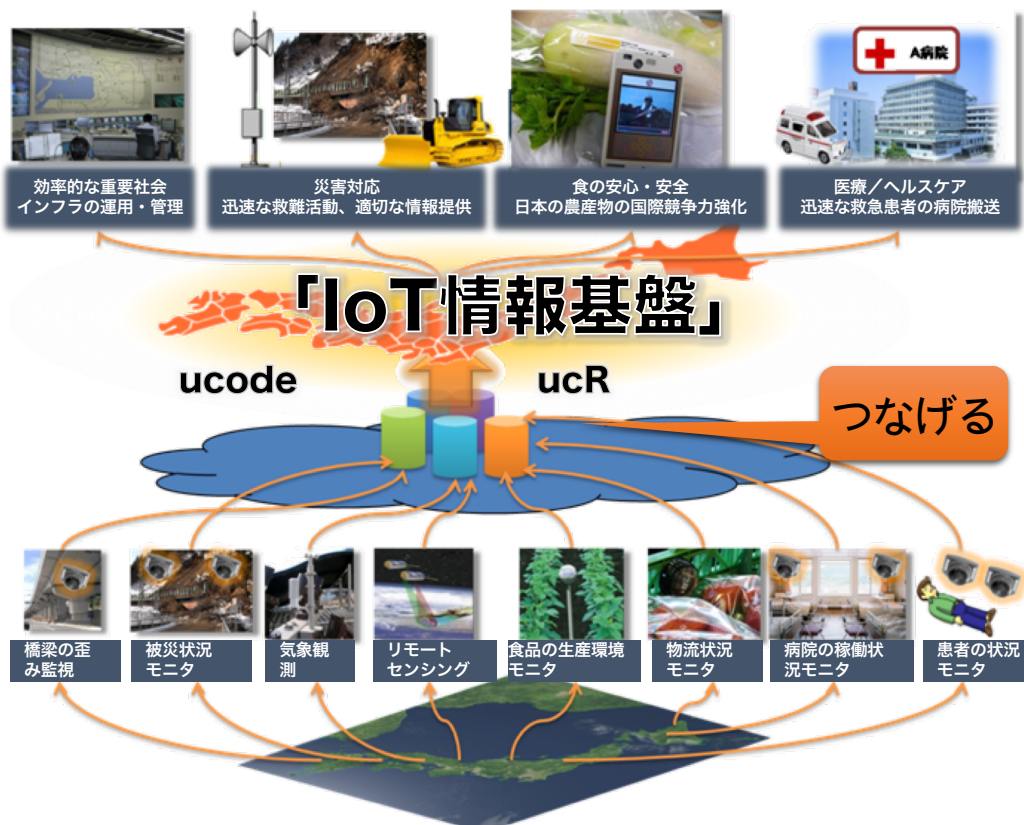 A病院
効率的な重要社会
インフラの運用・管理
災害対応
迅速な救難活動、適切な情報提供
食の安心・安全
日本の農産物の国際競争力強化
医療／ヘルスケア
迅速な救急患者の病院搬送
「IoT情報基盤」
ucode
ucR
つなげる
橋梁の歪
み監視
被災状況
モニタ
気象観
測
リモート
センシング
食品の生産環境
モニタ
物流状況
モニタ
病院の稼働状
況モニタ
患者の状況
モニタ